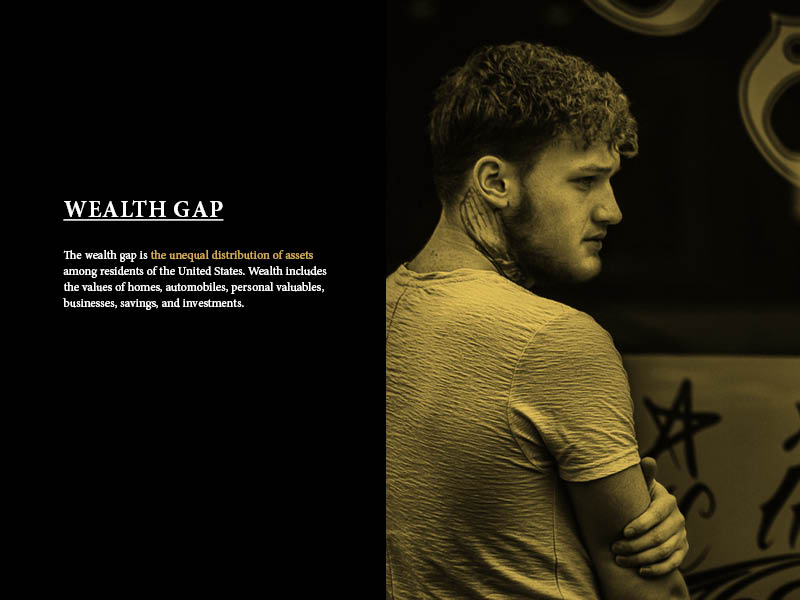 WEALTH GAP
The wealth gap is the unequal distribution of assets
among residents of the United States. Wealth includes
the values of homes, automobiles, personal valuables,
businesses, savings, and investments.